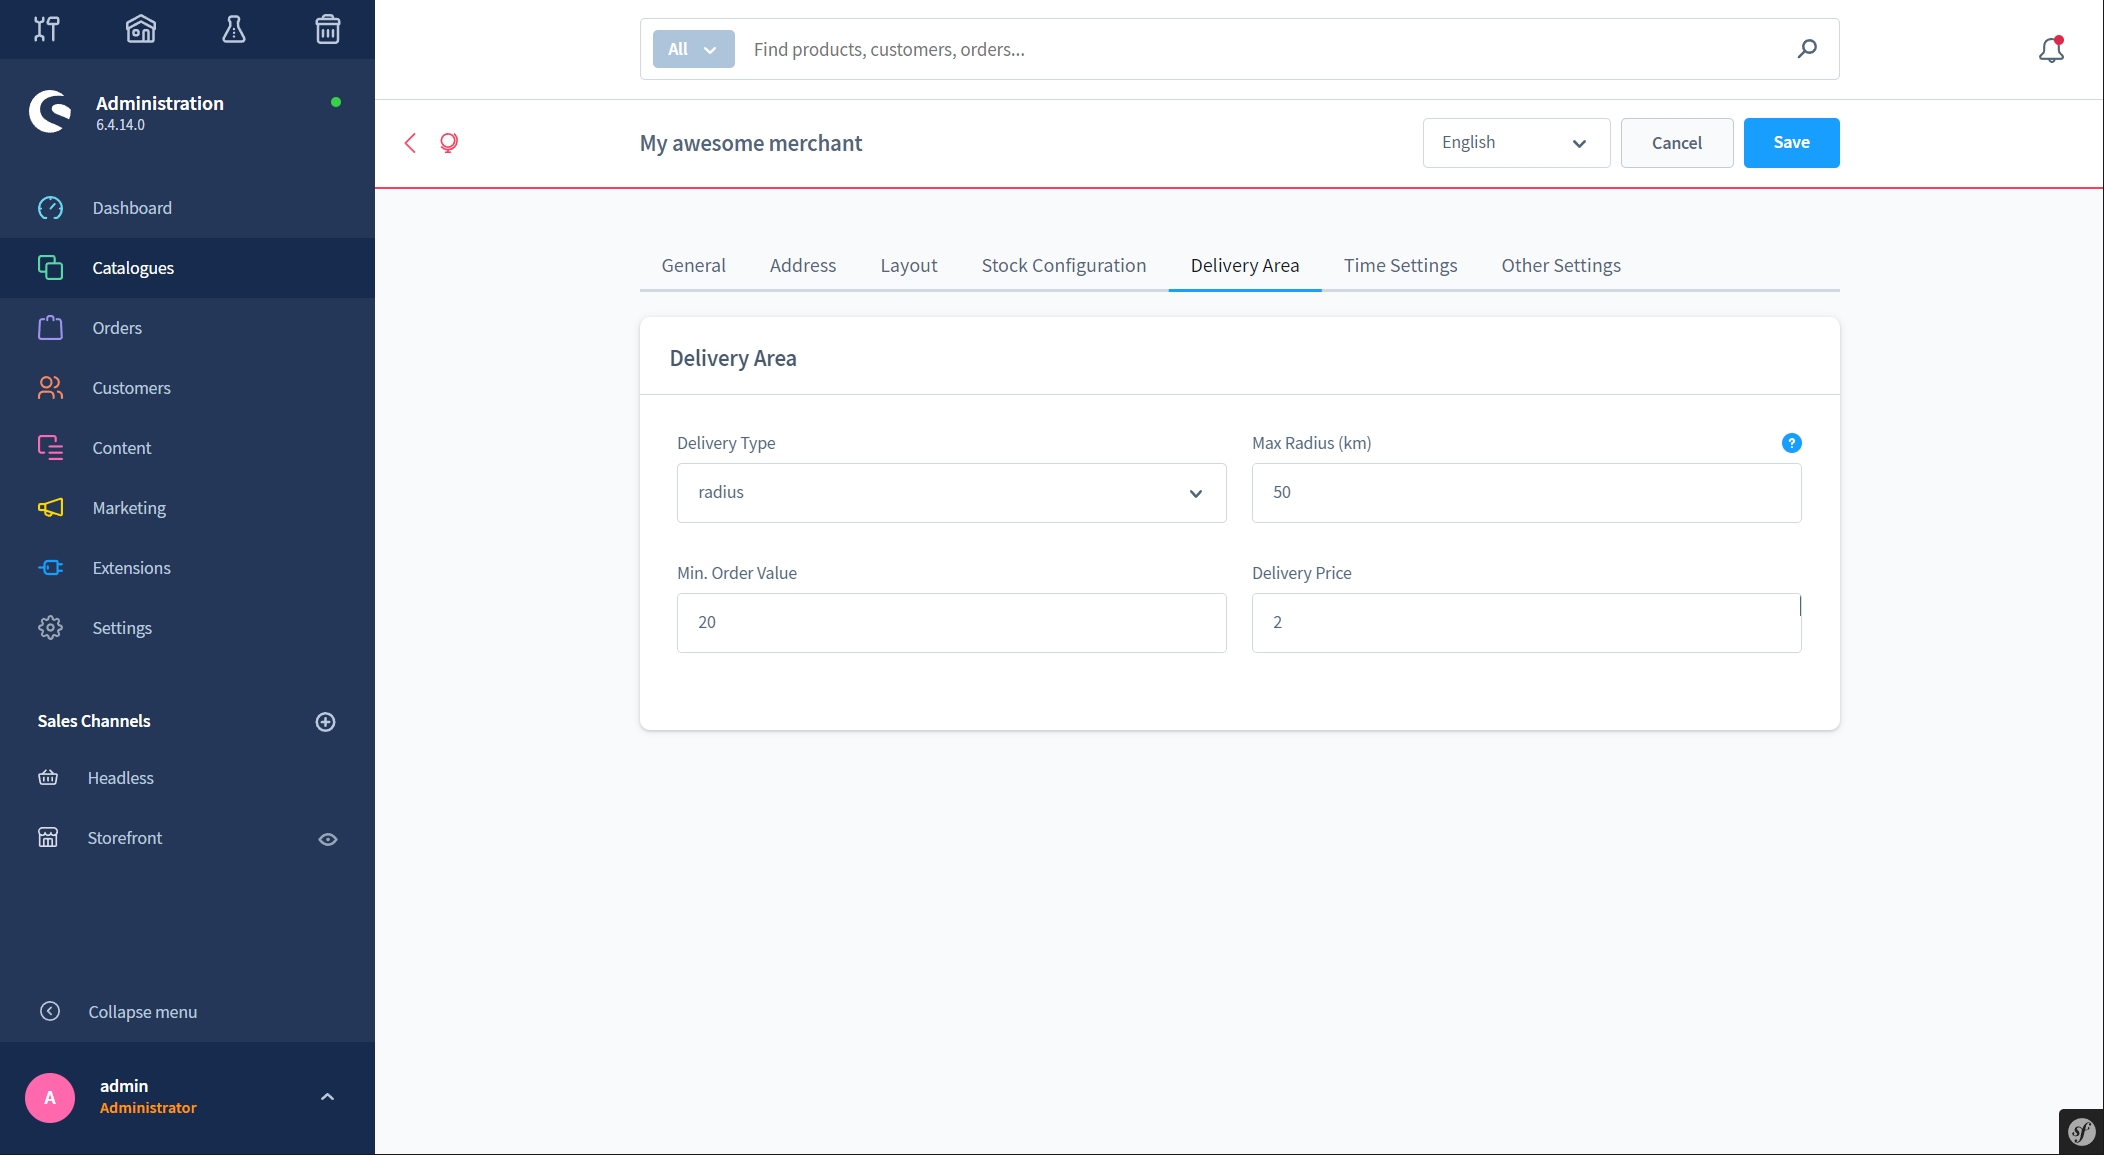 All
Find products, customers, orders...
Administration
6.4.14.0
My awesome merchant
English
Cancel
Save
Dashboard
Catalogues
Orders
Customers
Content
Marketing
Extensions
Settings
Sales Channels
Headless
Storefront
Collapse menu
A
admin
Administrator
General
Address
Layout
Stock Configuration
Delivery Area
Time Settings
Other Settings
Delivery Area
Delivery Type
Max Radius (km)
?
radius
50
Min. Order Value
Delivery Price
20
2
sf